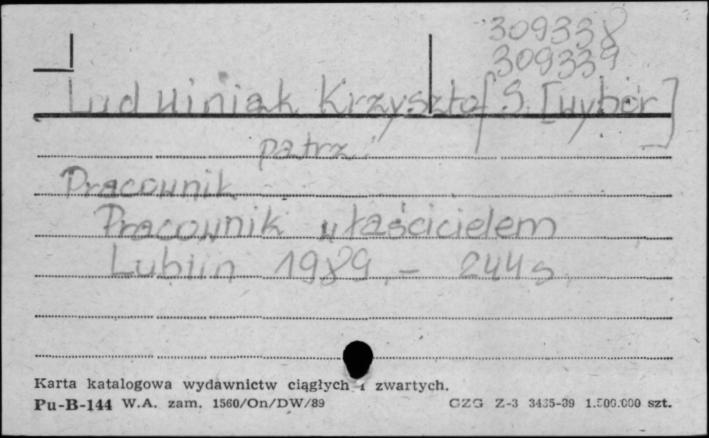 309338
309339
Ludwiniak Krzysztof S. [wybór]
patrz:
Pracownik
Pracownik właścicielem
Lublin 1989. – 244 s.
Karta katalogowa wydawnictw ciągłych i zwartych.
Pu-B-144 W.A. zam. 1560/On/DW/89 CZG Z-3 3435-89 1.500.000 szt.